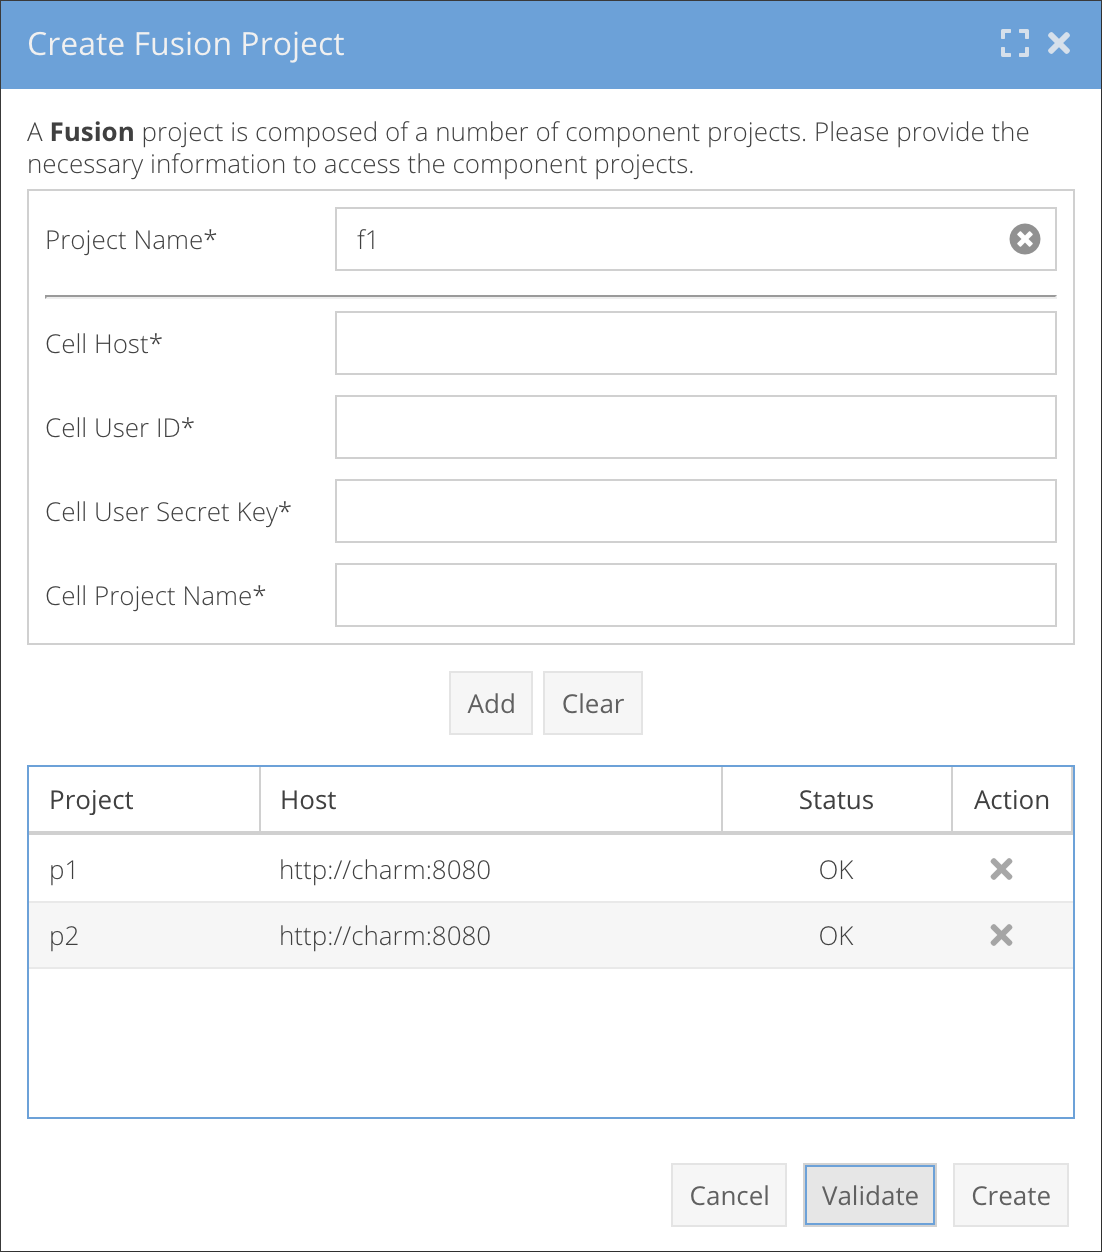 Create Fusion Project
A Fusion project is composed of a number of component projects. Please provide the
necessary information to access the component projects.
Project Name* f1
Cell Host*
Cell User ID*
Cell User Secret Key*
Cell Project Name*
Add Clear
Project Host Status Action
p1 http://charm:8080 OK
p2 http://charm:8080 OK
Cancel Validate Create